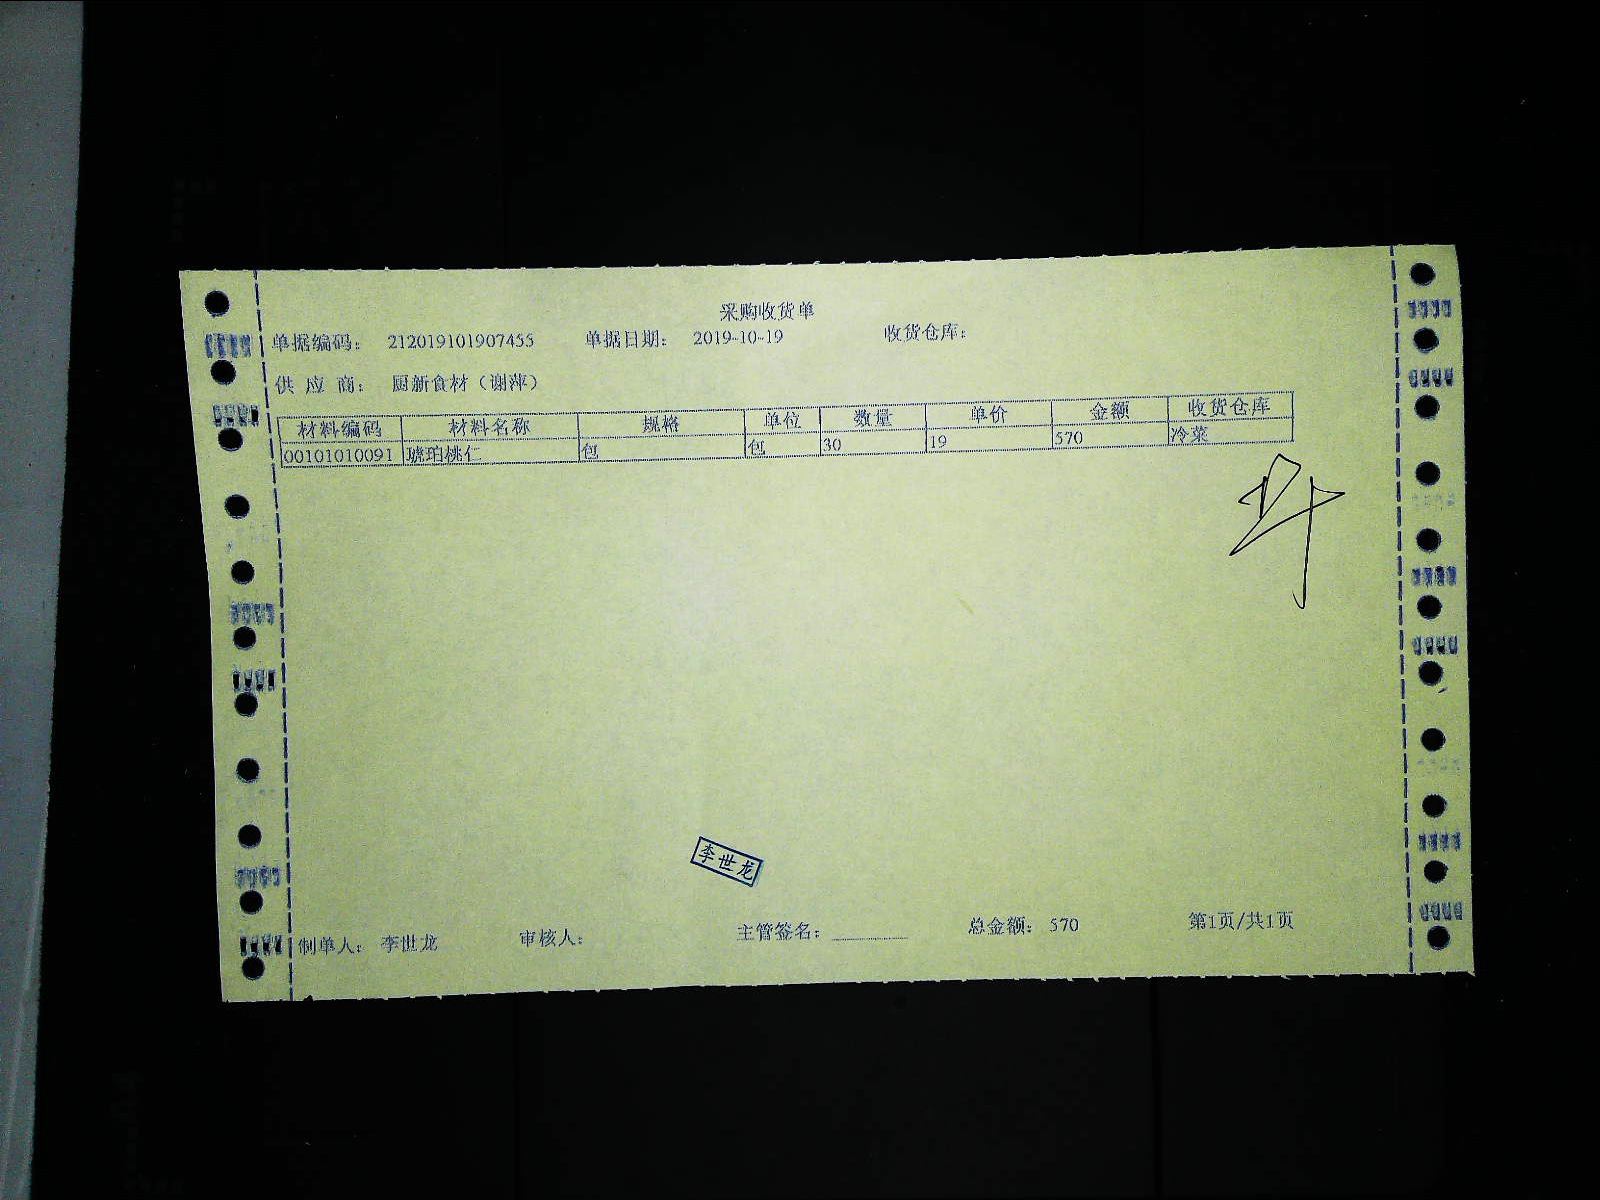 采购收货单
单据编码： 212019101907455 单据日期： 2019-10-19 收货仓库：
供 应 商： 厨新食材（谢萍）
材料编码 材料名称 规格 单位 数量 单价 金额 收货仓库
00101010091 琥珀桃仁 包 包 30 19 570 冷菜
李世龙
制单人： 李世龙 审核人： 主管签名： 总金额： 570 第1页/共1页